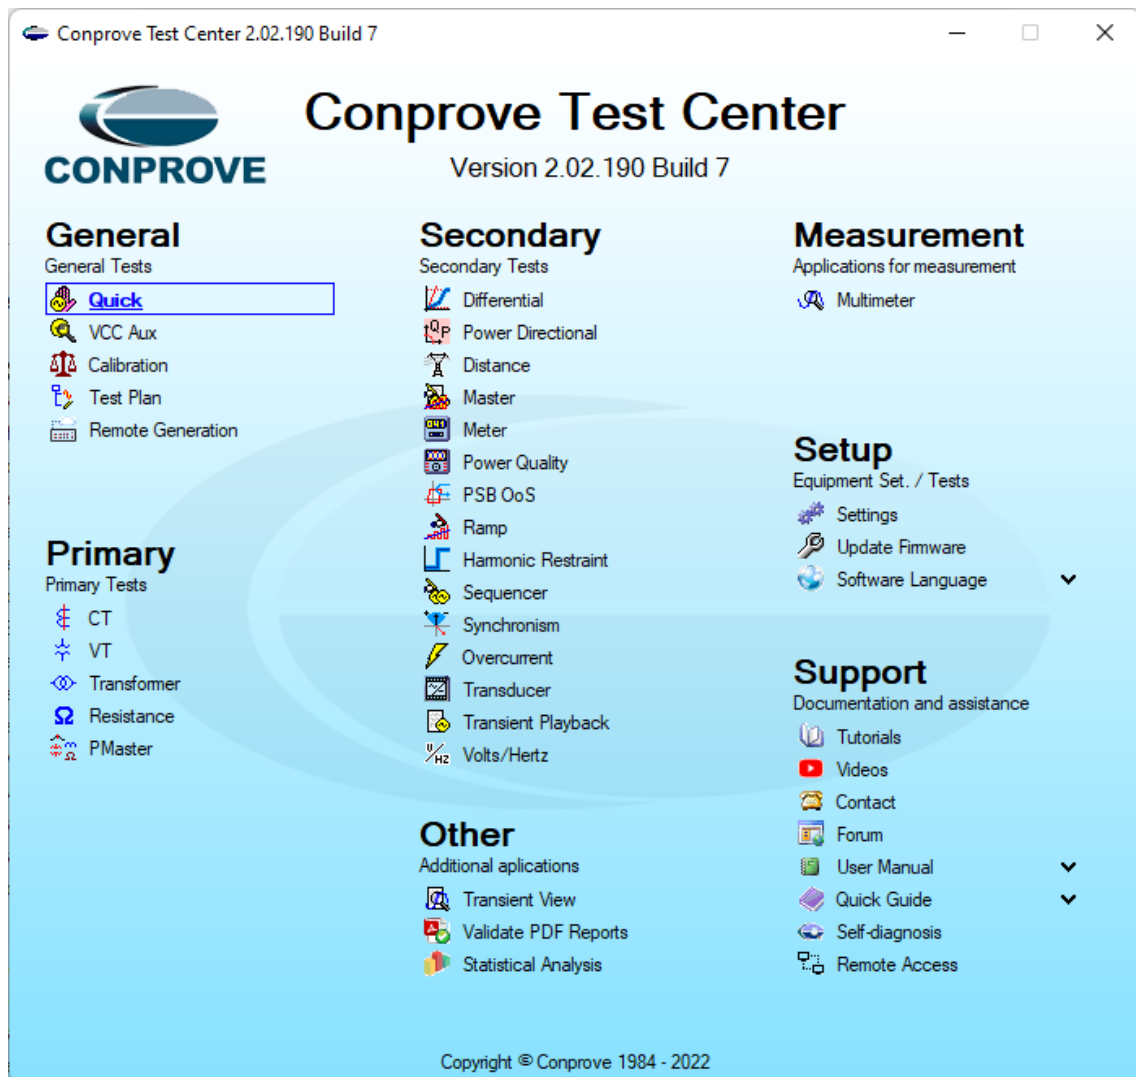 Conprove Test Center 2.02.190 Build 7
CONPROVE
Conprove Test Center
Version 2.02.190 Build 7
General
General Tests
Quick
VCC Aux
Calibration
Test Plan
Remote Generation
Primary
Primary Tests
CT
VT
Transformer
Resistance
PMaster
Secondary
Secondary Tests
Differential
Power Directional
Distance
Master
Meter
Power Quality
PSB OoS
Ramp
Harmonic Restraint
Sequencer
Synchronism
Overcurrent
Transducer
Transient Playback
Volts/Hertz
Other
Additional aplications
Transient View
Validate PDF Reports
Statistical Analysis
Measurement
Applications for measurement
Multimeter
Setup
Equipment Set. / Tests
Settings
Update Firmware
Software Language
Support
Documentation and assistance
Tutorials
Videos
Contact
Forum
User Manual
Quick Guide
Self-diagnosis
Remote Access
Copyright © Conprove 1984 - 2022